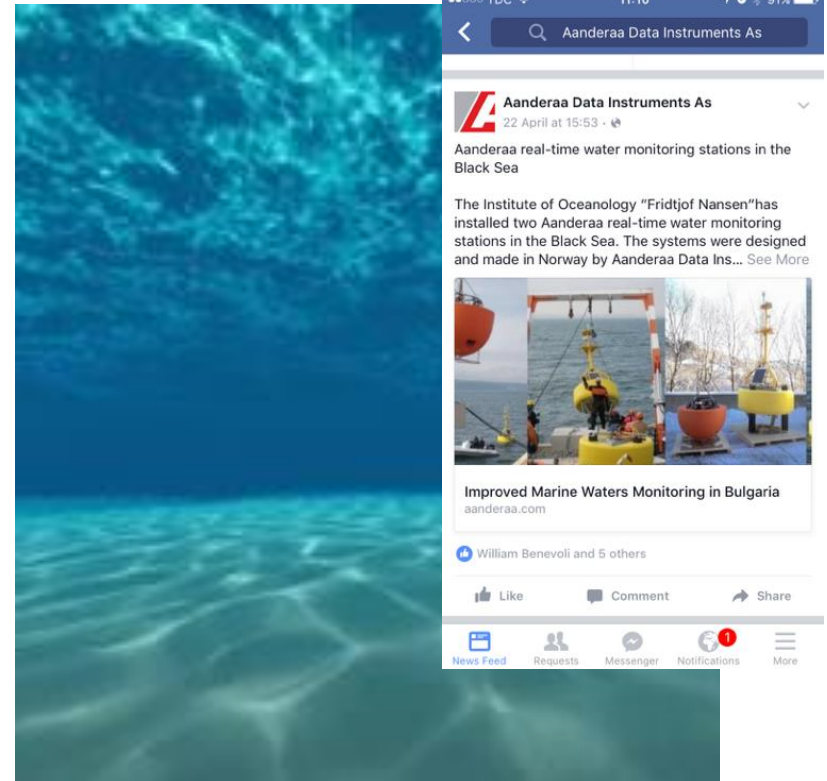 TDC 11:16 91%
Aanderaa Data Instruments As
Aanderaa Data Instruments As
22 April at 15:53 ·
Aanderaa real-time water monitoring stations in the
Black Sea
The Institute of Oceanology "Fridtjof Nansen"has
installed two Aanderaa real-time water monitoring
stations in the Black Sea. The systems were designed
and made in Norway by Aanderaa Data Ins... See More
Improved Marine Waters Monitoring in Bulgaria
aanderaa.com
William Benevoli and 5 others
Like Comment Share
1
News Feed Requests Messenger Notifications More